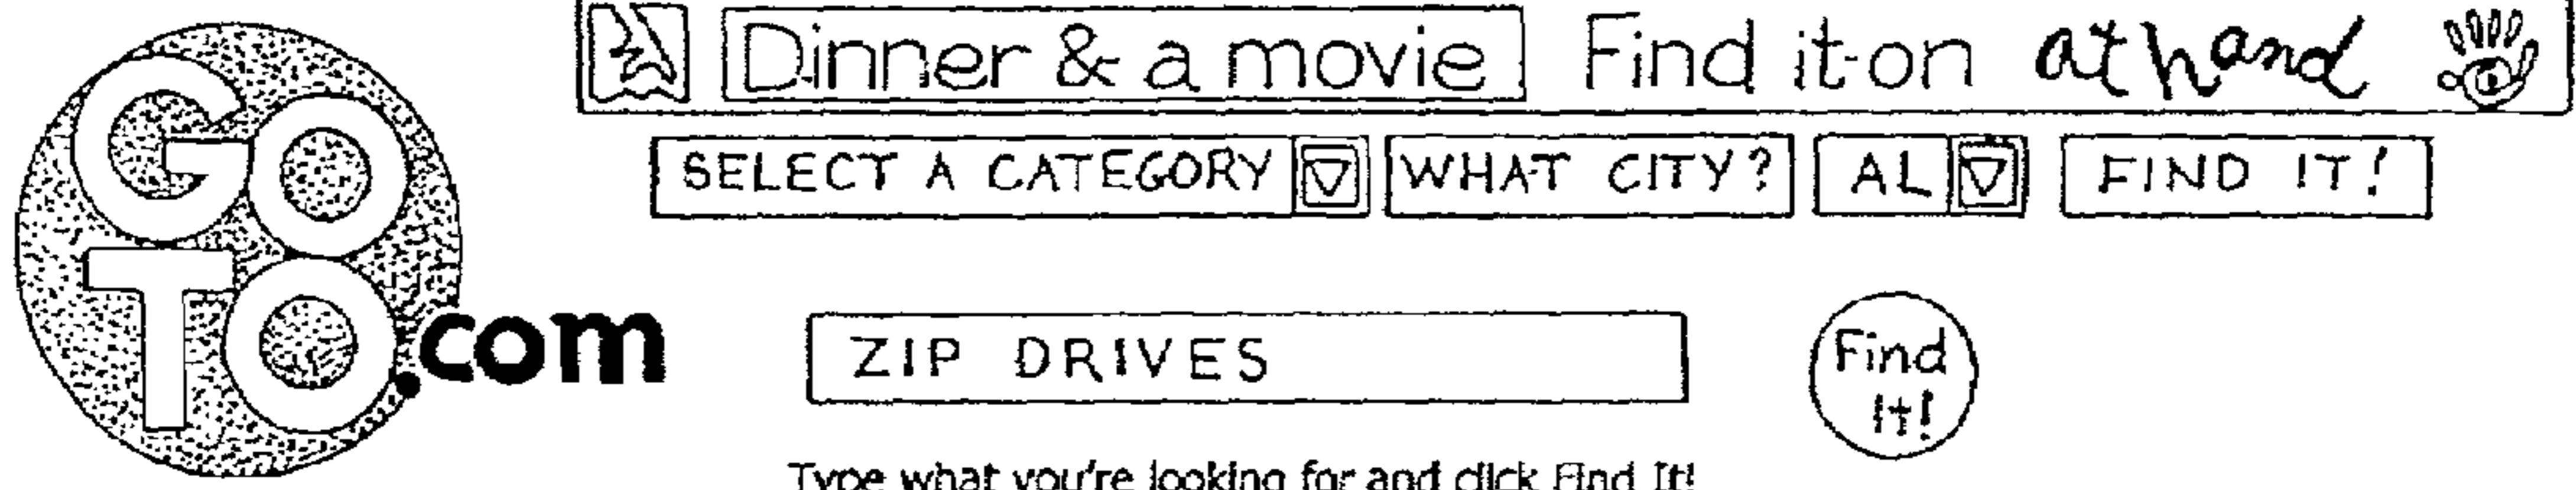 Dinner & a movie Find it on at hand
SELECT A CATEGORY WHAT CITY? AL FIND IT!
GO
TO
.com
ZIP DRIVES
Find
It!
Type what you're looking for and click Find It!